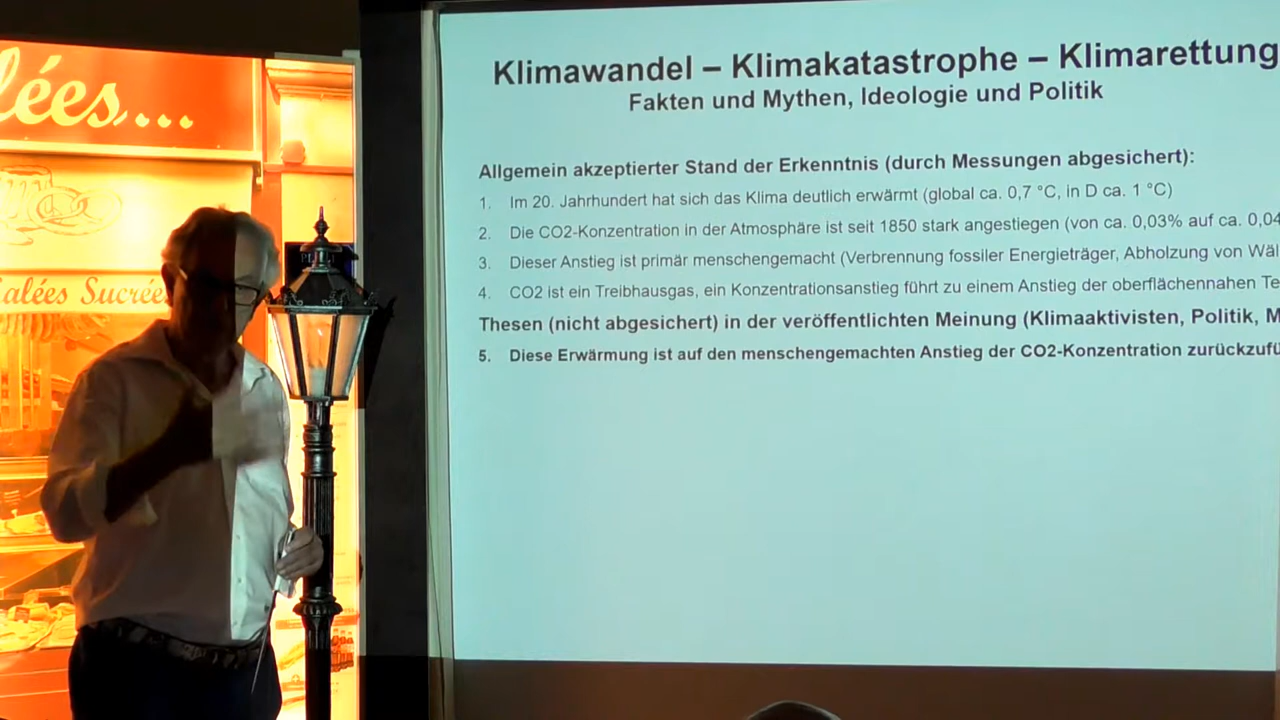 lées...
alées Sucrées
Klimawandel – Klimakatastrophe – Klimarettung
Fakten und Mythen, Ideologie und Politik
Allgemein akzeptierter Stand der Erkenntnis (durch Messungen abgesichert):
1. Im 20. Jahrhundert hat sich das Klima deutlich erwärmt (global ca. 0,7 °C, in D ca. 1 °C)
2. Die CO2-Konzentration in der Atmosphäre ist seit 1850 stark angestiegen (von ca. 0,03% auf ca. 0,04
3. Dieser Anstieg ist primär menschengemacht (Verbrennung fossiler Energieträger, Abholzung von Wäl
4. CO2 ist ein Treibhausgas, ein Konzentrationsanstieg führt zu einem Anstieg der oberflächennahen Te
Thesen (nicht abgesichert) in der veröffentlichten Meinung (Klimaaktivisten, Politik, M
5. Diese Erwärmung ist auf den menschengemachten Anstieg der CO2-Konzentration zurückzufü